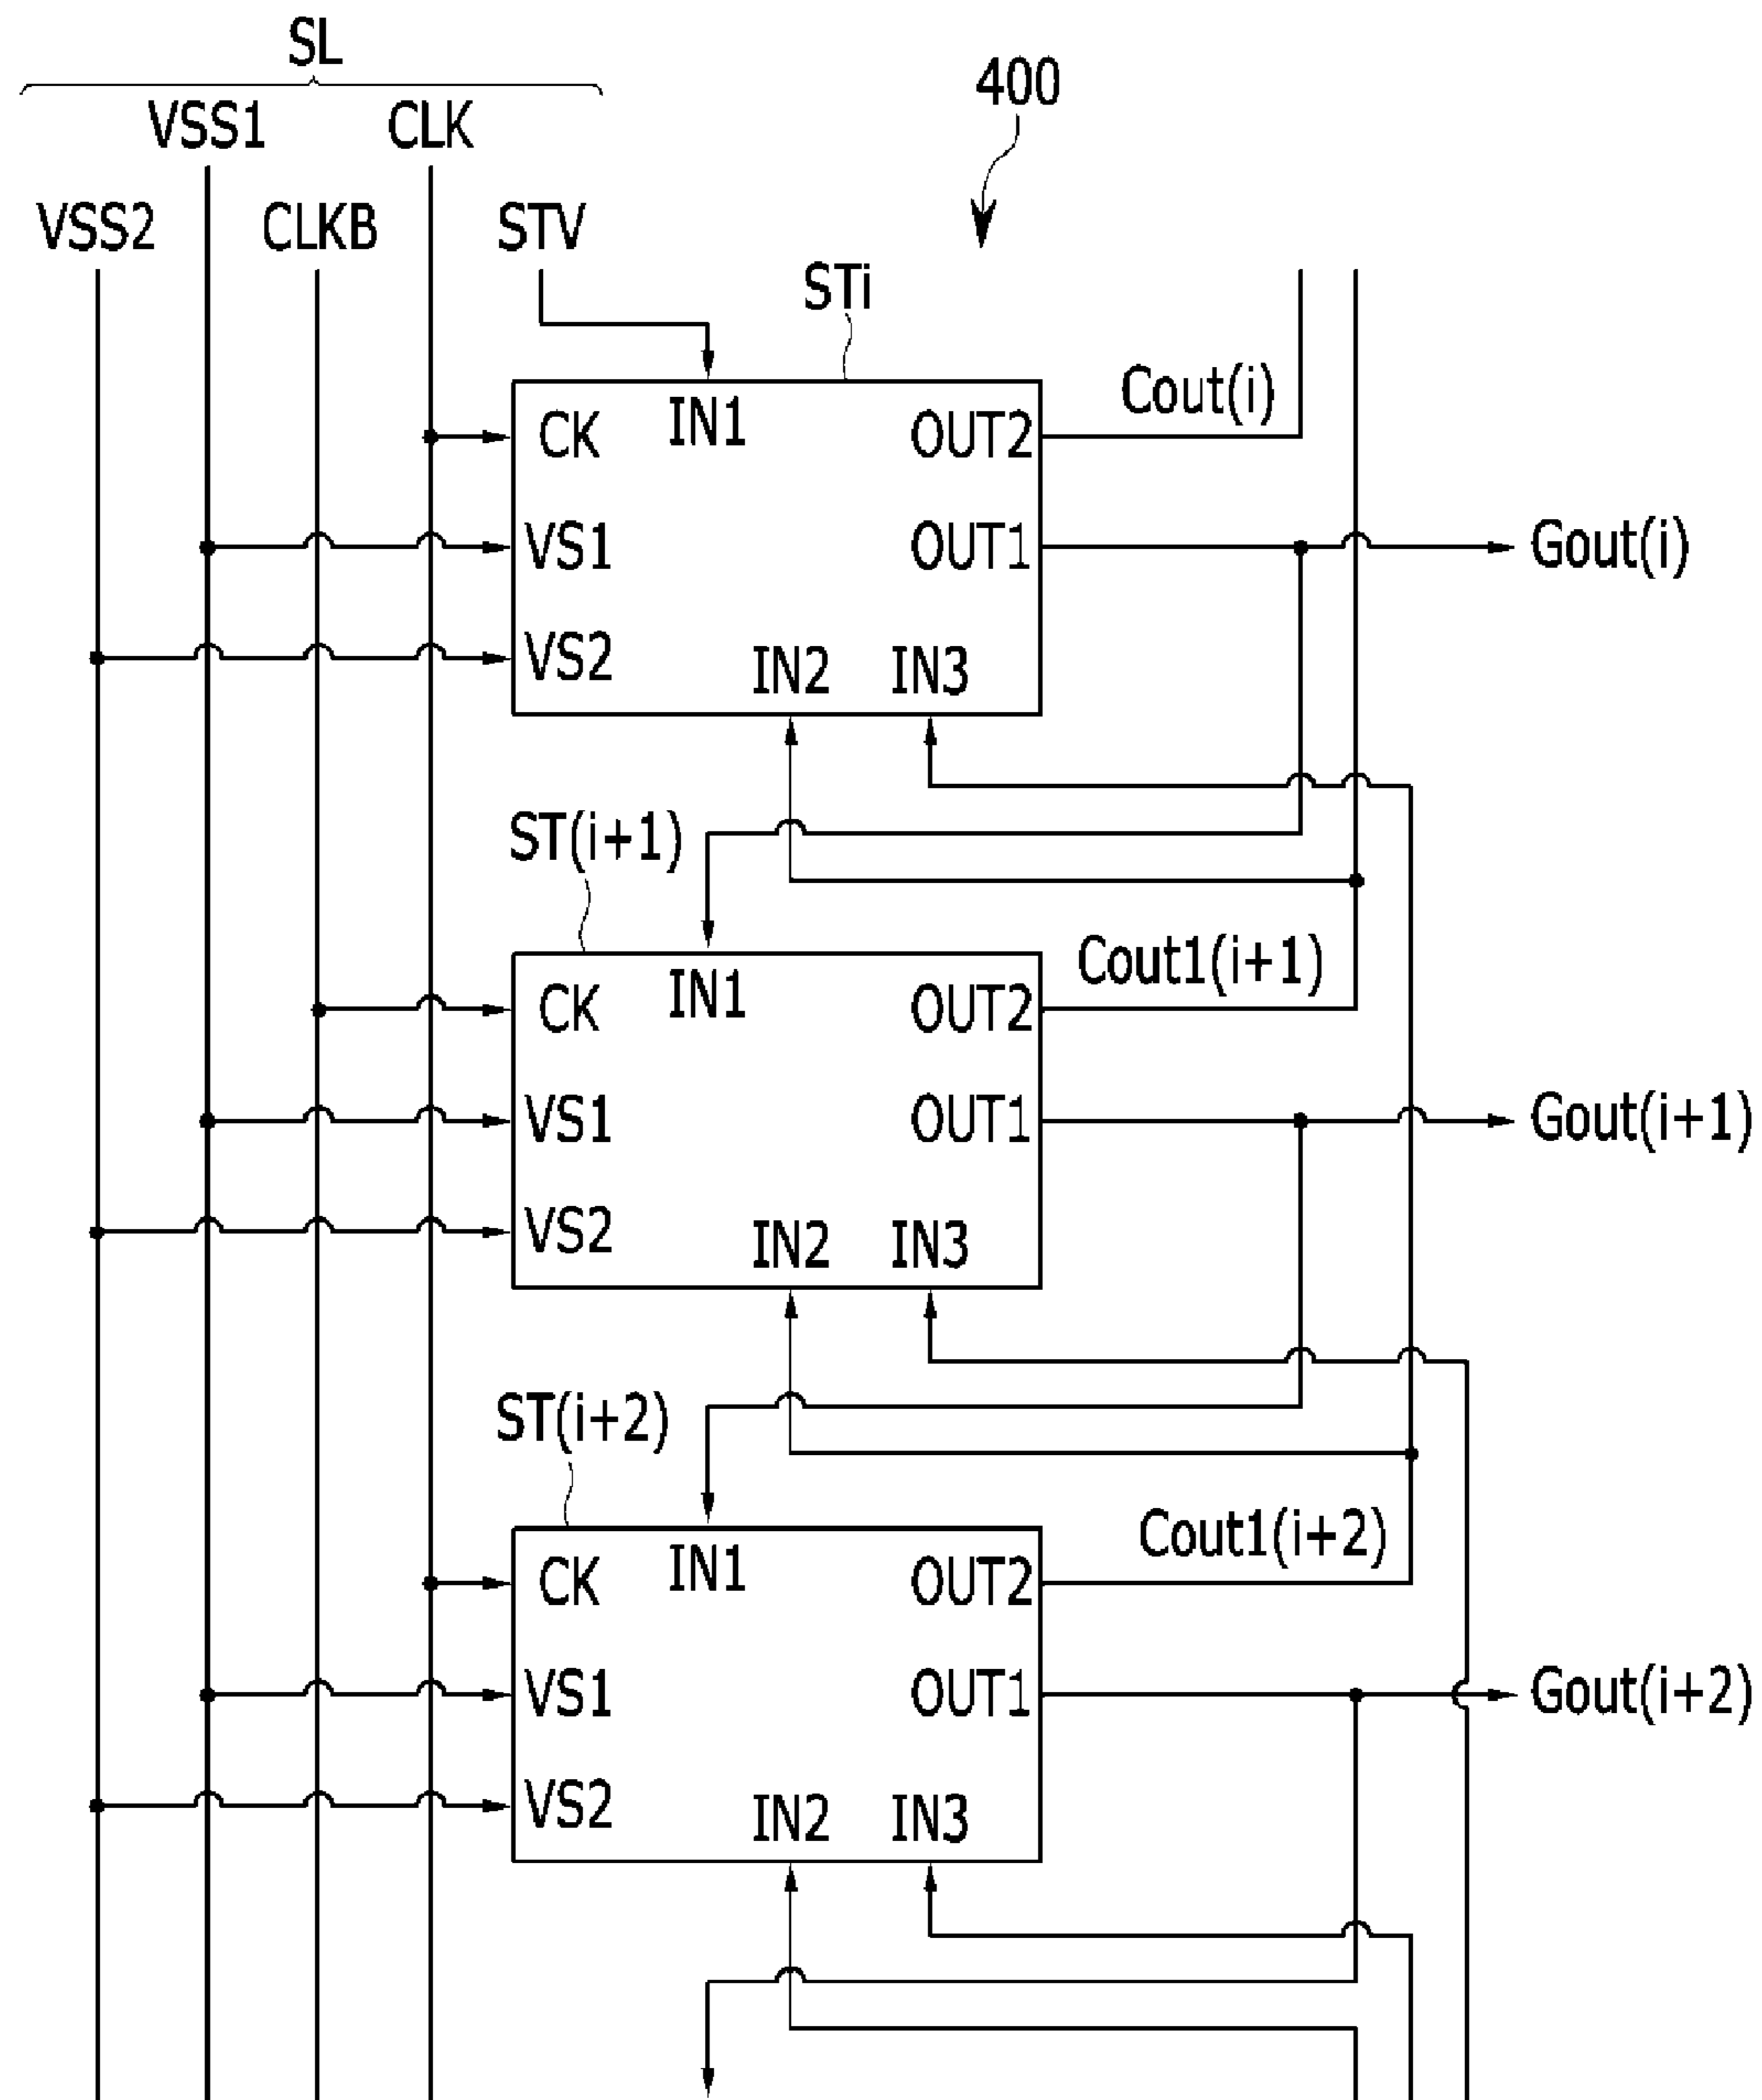 SL
400
VSS1 CLK
VSS2 CLKB STV
STi
Cout(i)
CK IN1 OUT2
VS1 OUT1 Gout(i)
VS2 IN2 IN3
ST(i+1)
Cout1(i+1)
CK IN1 OUT2
VS1 OUT1 Gout(i+1)
VS2 IN2 IN3
ST(i+2)
Cout1(i+2)
CK IN1 OUT2
VS1 OUT1 Gout(i+2)
VS2 IN2 IN3